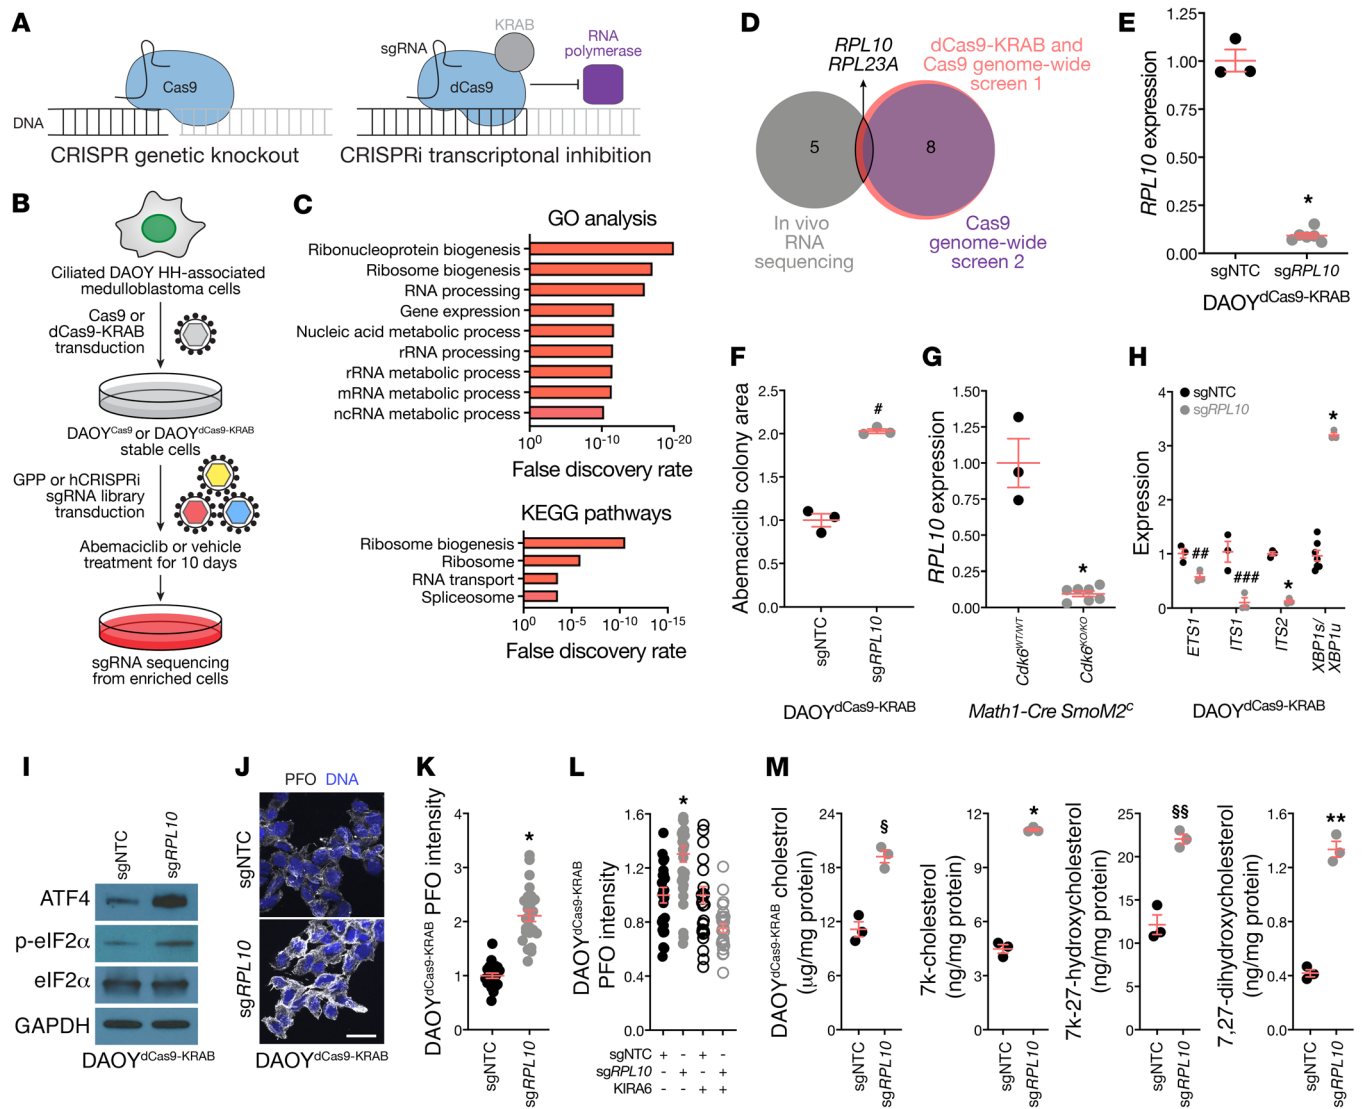 A
sgRNA
KRAB
RNA
polymerase
Cas9
dCas9
DNA
CRISPR genetic knockout
CRISPRi transcriptonal inhibition
B
Ciliated DAOY HH-associated
medulloblastoma cells
Cas9 or
dCas9-KRAB
transduction
DAOYCas9 or DAOYdCas9-KRAB
stable cells
GPP or hCRISPRi
sgRNA library
transduction
Abemaciclib or vehicle
treatment for 10 days
sgRNA sequencing
from enriched cells
C
GO analysis
Ribonucleoprotein biogenesis
Ribosome biogenesis
RNA processing
Gene expression
Nucleic acid metabolic process
rRNA processing
rRNA metabolic process
mRNA metabolic process
ncRNA metabolic process
10^0 10^-10 10^-20
False discovery rate
KEGG pathways
Ribosome biogenesis
Ribosome
RNA transport
Spliceosome
10^0 10^-5 10^-10 10^-15
False discovery rate
D
RPL10
RPL23A
dCas9-KRAB and
Cas9 genome-wide
screen 1
5
8
In vivo
RNA
sequencing
Cas9
genome-wide
screen 2
E
RPL10 expression
1.25
1.00
0.75
0.50
0.25
0.00
*
sgNTC sgRPL10
DAOYdCas9-KRAB
F
Abemaciclib colony area
2.5
2.0
1.5
1.0
0.5
0.0
#
sgNTC
sgRPL10
DAOYdCas9-KRAB
G
RPL10 expression
1.50
1.25
1.00
0.75
0.50
0.25
0.00
*
Cdk6WT/WT
Cdk6KO/KO
Math1-Cre SmoM2c
H
Expression
4
3
2
1
0
sgNTC
sgRPL10
##
###
*
*
ETS1
ITS1
ITS2
XBP1s/
XBP1u
DAOYdCas9-KRAB
I
sgNTC
sgRPL10
ATF4
p-eIF2α
eIF2α
GAPDH
DAOYdCas9-KRAB
J
PFO DNA
sgNTC
sgRPL10
DAOYdCas9-KRAB
K
DAOYdCas9-KRAB PFO intensity
4
3
2
1
0
*
sgNTC
sgRPL10
L
DAOYdCas9-KRAB
PFO intensity
1.6
1.2
0.8
0.4
0.0
*
sgNTC + - + -
sgRPL10 - + - +
KIRA6 - - + +
M
DAOYdCas9-KRAB cholestrol
(μg/mg protein)
24
18
12
6
0
§
sgNTC
sgRPL10
7k-cholesterol
(ng/mg protein)
12
9
6
3
0
*
sgNTC
sgRPL10
7k-27-hydroxycholesterol
(ng/mg protein)
25
20
15
10
5
0
§§
sgNTC
sgRPL10
7,27-dihydroxycholesterol
(ng/mg protein)
1.6
1.2
0.8
0.4
0.0
**
sgNTC
sgRPL10